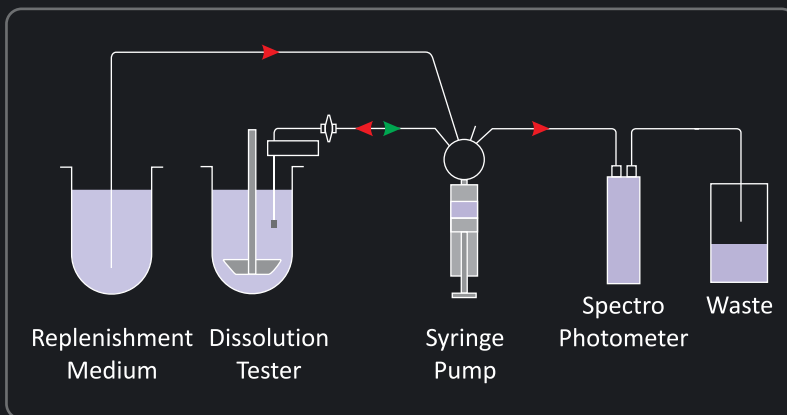 Replenishment
Medium
Dissolution
Tester
Syringe
Pump
Spectro
Photometer
Waste